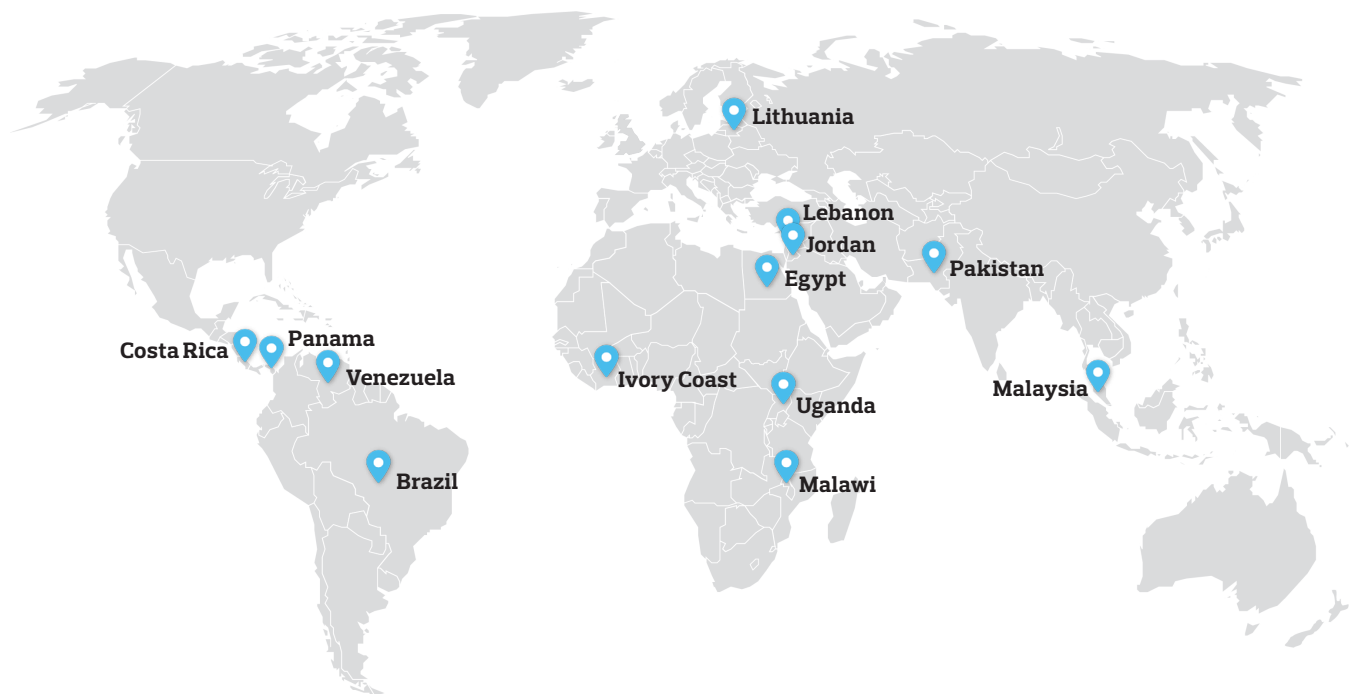 Lithuania
Lebanon
Jordan
Pakistan
Egypt
Panama
Costa Rica
Venezuela
Ivory Coast
Malaysia
Uganda
Brazil
Malawi